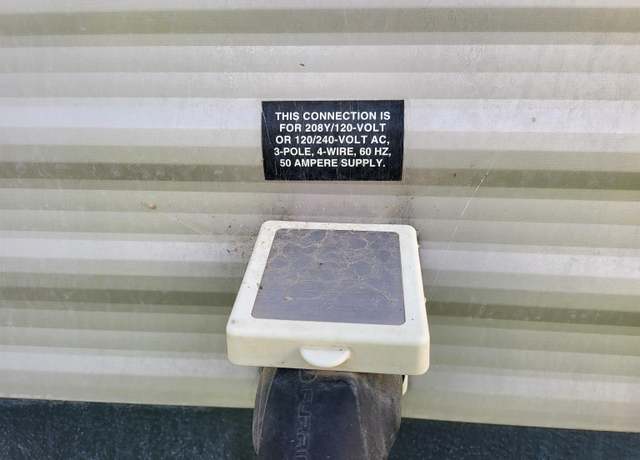 THIS CONNECTION IS
FOR 208Y/120-VOLT
OR 120/240-VOLT AC,
3-POLE, 4-WIRE, 60 HZ,
50 AMPERE SUPPLY.